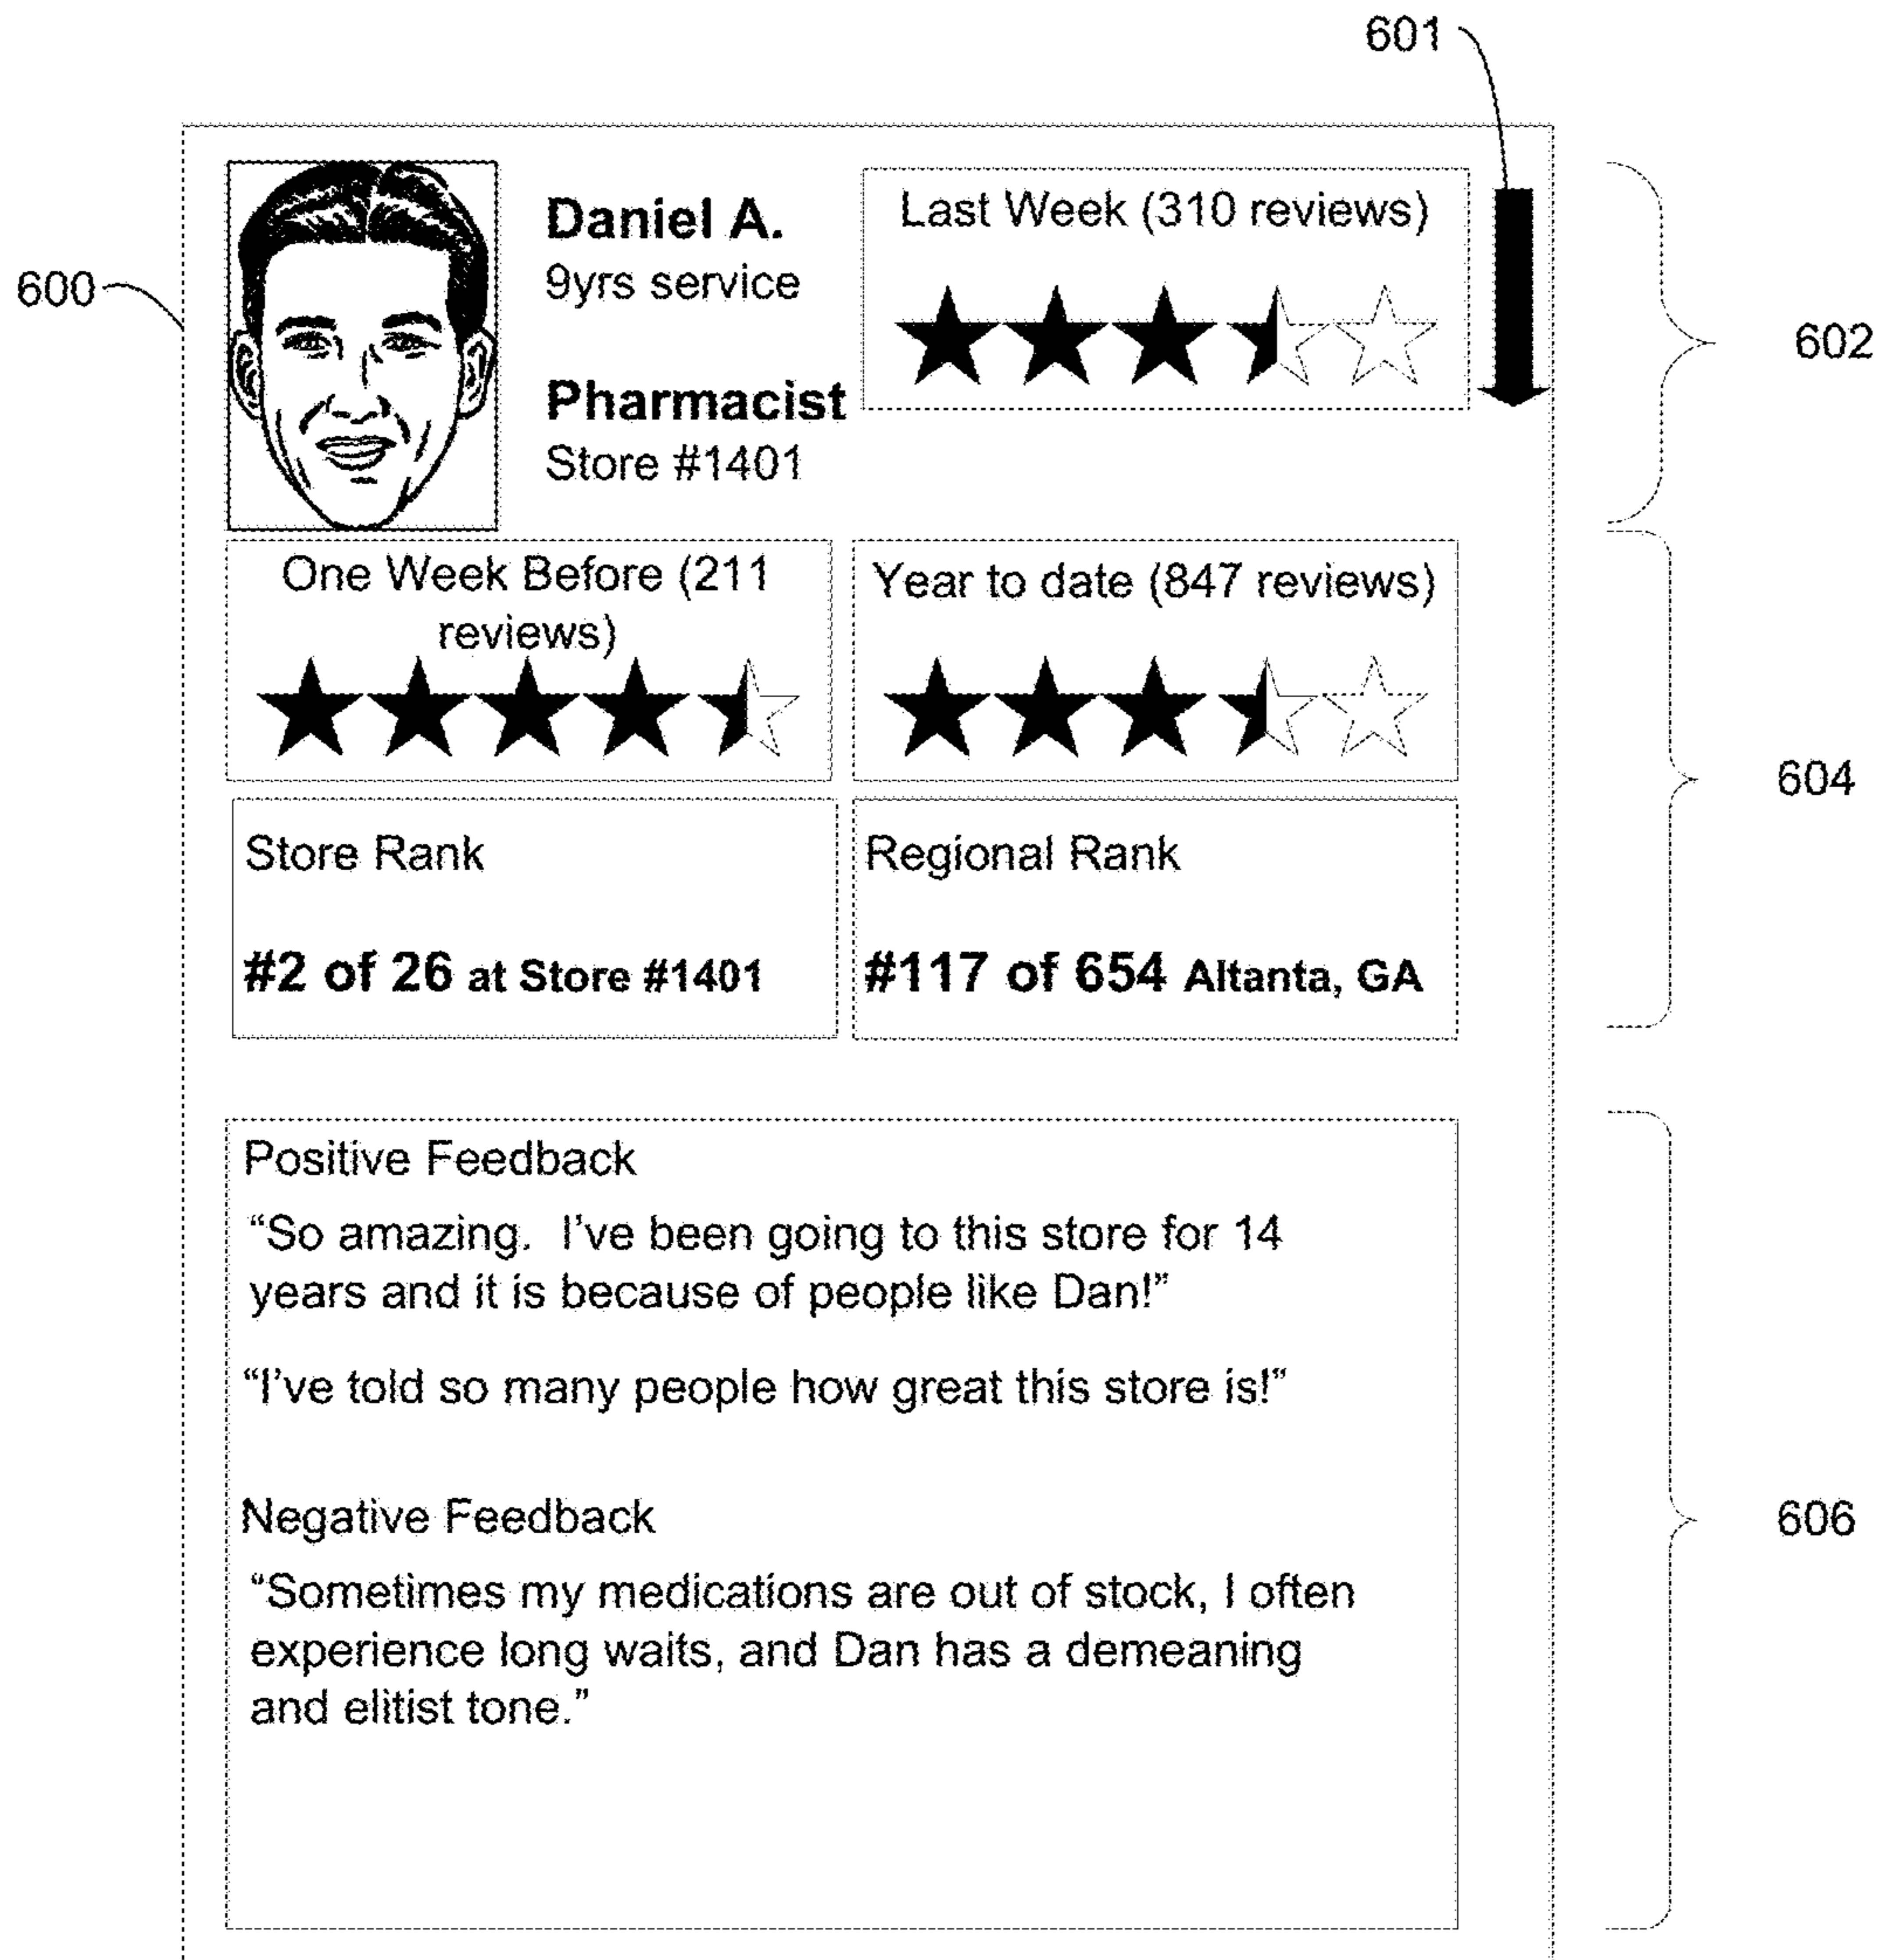 601
600
Daniel A.
9yrs service
Pharmacist
Store #1401
Last Week (310 reviews)
602
One Week Before (211
reviews)
Year to date (847 reviews)
604
Store Rank
#2 of 26 at Store #1401
Regional Rank
#117 of 654 Altanta, GA
Positive Feedback
“So amazing.  I’ve been going to this store for 14
years and it is because of people like Dan!”
“I’ve told so many people how great this store is!”
Negative Feedback
“Sometimes my medications are out of stock, I often
experience long waits, and Dan has a demeaning
and elitist tone.”
606